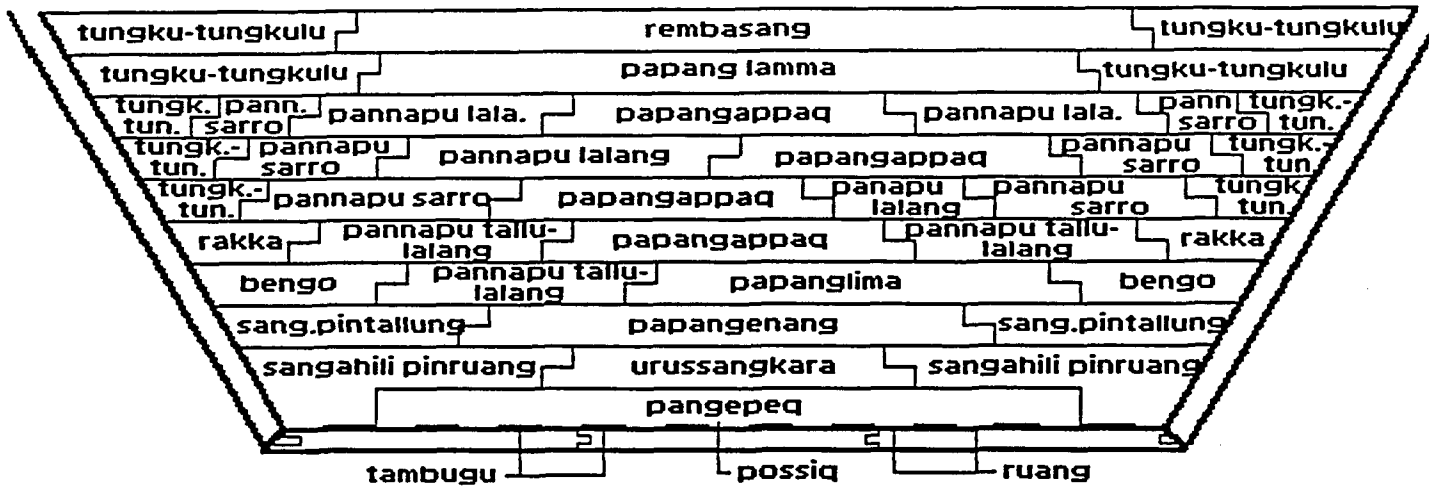 tungku-tungkulu rembasang tungku-tungkulu
tungku-tungkulu papang lamma tungku-tungkulu
tungk. pann. pannapu lala. papangappaq pannapu lala. pann tungk.-
tun. sarro sarro tun.
tungk.- pannapu pannapu lalang papangappaq pannapu tungk.-
tun. sarro sarro tun.
tungk.- pannapu sarro papangappaq panapu pannapu tungk.
tun. lalang sarro tun.
rakka pannapu tallu- papangappaq pannapu tallu- rakka
lalang lalang
bengo pannapu tallu- papanglima bengo
lalang
sang.pintallung papangenang sang.pintallung
sangahili pinruang urussangkara sangahili pinruang
pangepeq
tambugu possiq ruang